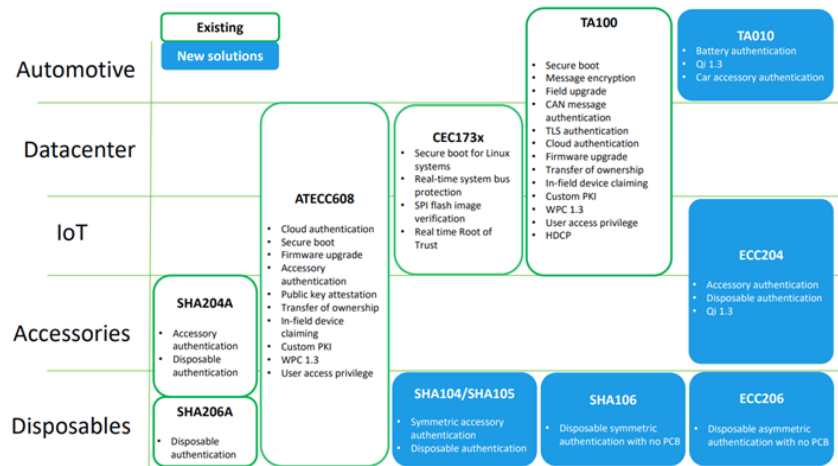 Existing
New solutions
Automotive
Datacenter
IoT
Accessories
Disposables
SHA204A
• Accessory
authentication
• Disposable
authentication
SHA206A
• Disposable
authentication
ATECC608
• Cloud authentication
• Secure boot
• Firmware upgrade
• Accessory
authentication
• Public key attestation
• Transfer of ownership
• In-field device
claiming
• Custom PKI
• WPC 1.3
• User access privilege
CEC173x
• Secure boot for Linux
systems
• Real-time system bus
protection
• SPI flash image
verification
• Real time Root of
Trust
TA100
• Secure boot
• Message encryption
• Field upgrade
• CAN message
authentication
• TLS authentication
• Cloud authentication
• Firmware upgrade
• Transfer of ownership
• In-field device claiming
• Custom PKI
• WPC 1.3
• User access privilege
• HDCP
TA010
• Battery authentication
• Qi 1.3
• Car accessory authentication
ECC204
• Accessory authentication
• Disposable authentication
• Qi 1.3
SHA104/SHA105
• Symmetric accessory
authentication
• Disposable authentication
SHA106
• Disposable symmetric
authentication with no PCB
ECC206
• Disposable asymmetric
authentication with no PCB